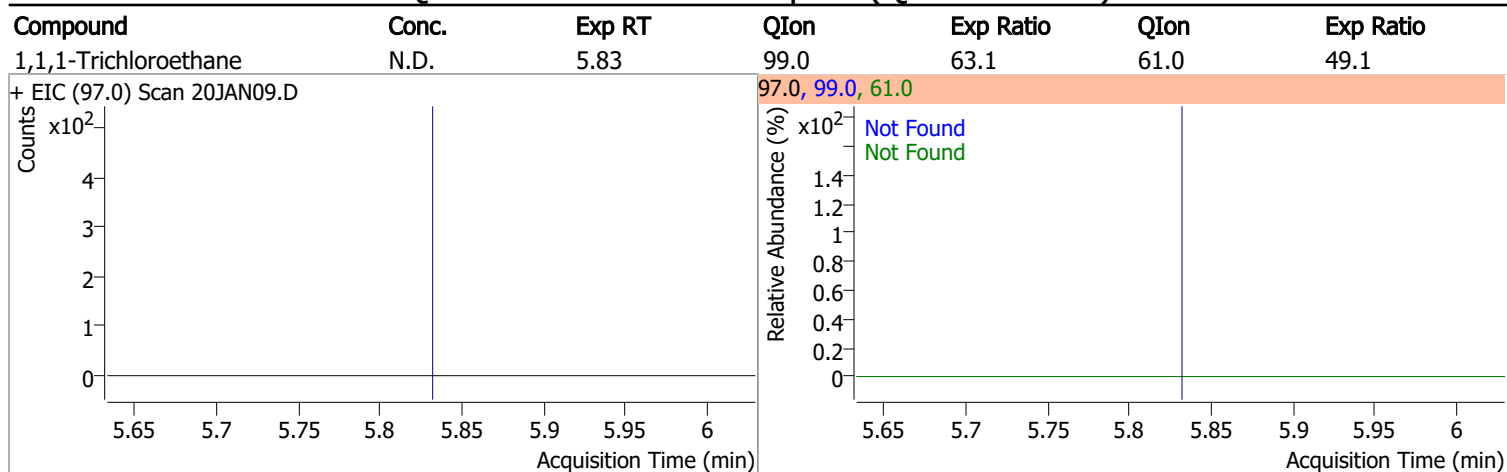 Compound Conc. Exp RT QIon Exp Ratio QIon Exp Ratio
1,1,1-Trichloroethane N.D. 5.83 99.0 63.1 61.0 49.1
+ EIC (97.0) Scan 20JAN09.D
Counts
x10²
4
3
2
1
0
5.65 5.7 5.75 5.8 5.85 5.9 5.95 6
Acquisition Time (min)
97.0, 99.0, 61.0
Relative Abundance (%)
x10²
Not Found
Not Found
1.4
1.2
1
0.8
0.6
0.4
0.2
0
5.65 5.7 5.75 5.8 5.85 5.9 5.95 6
Acquisition Time (min)